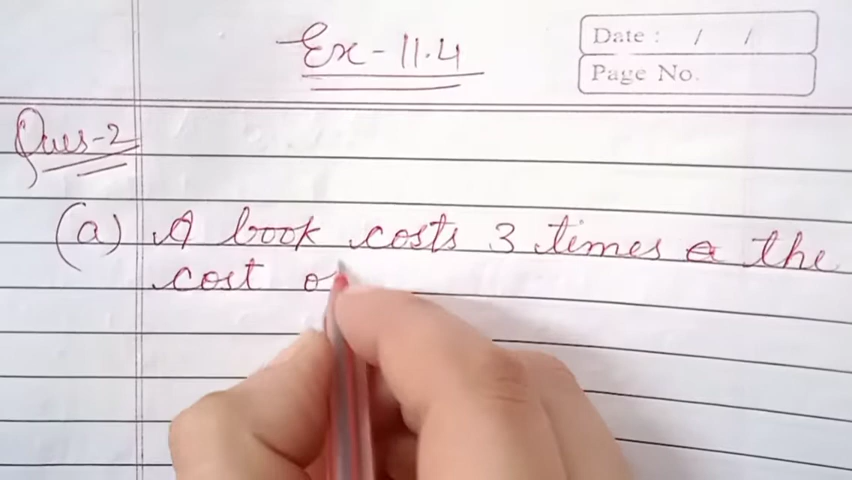 Ex-11.4
Date : / /
Page No.
Ques-2
(a) A book costs 3 times the
cost o